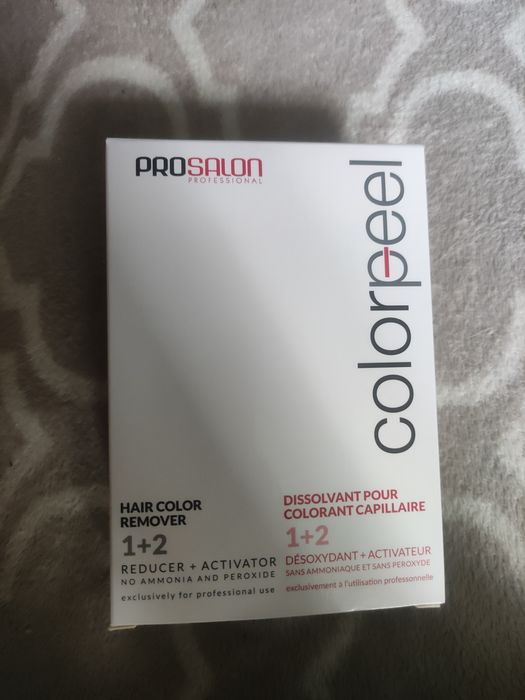 PROSALON
PROFESSIONAL
colorpeel
HAIR COLOR
REMOVER
1+2
REDUCER + ACTIVATOR
NO AMMONIA AND PEROXIDE
exclusively for professional use
DISSOLVANT POUR
COLORANT CAPILLAIRE
1+2
DÉSOXYDANT + ACTIVATEUR
SANS AMMONIAQUE ET SANS PEROXYDE
exclusivement a l'utilisation professonnelle